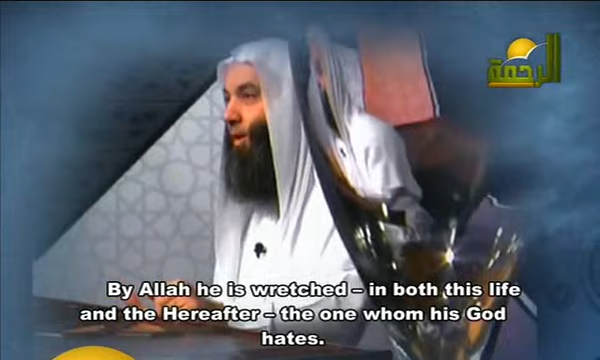 الرحمة
By Allah he is wretched – in both this life
and the Hereafter – the one whom his God
hates.